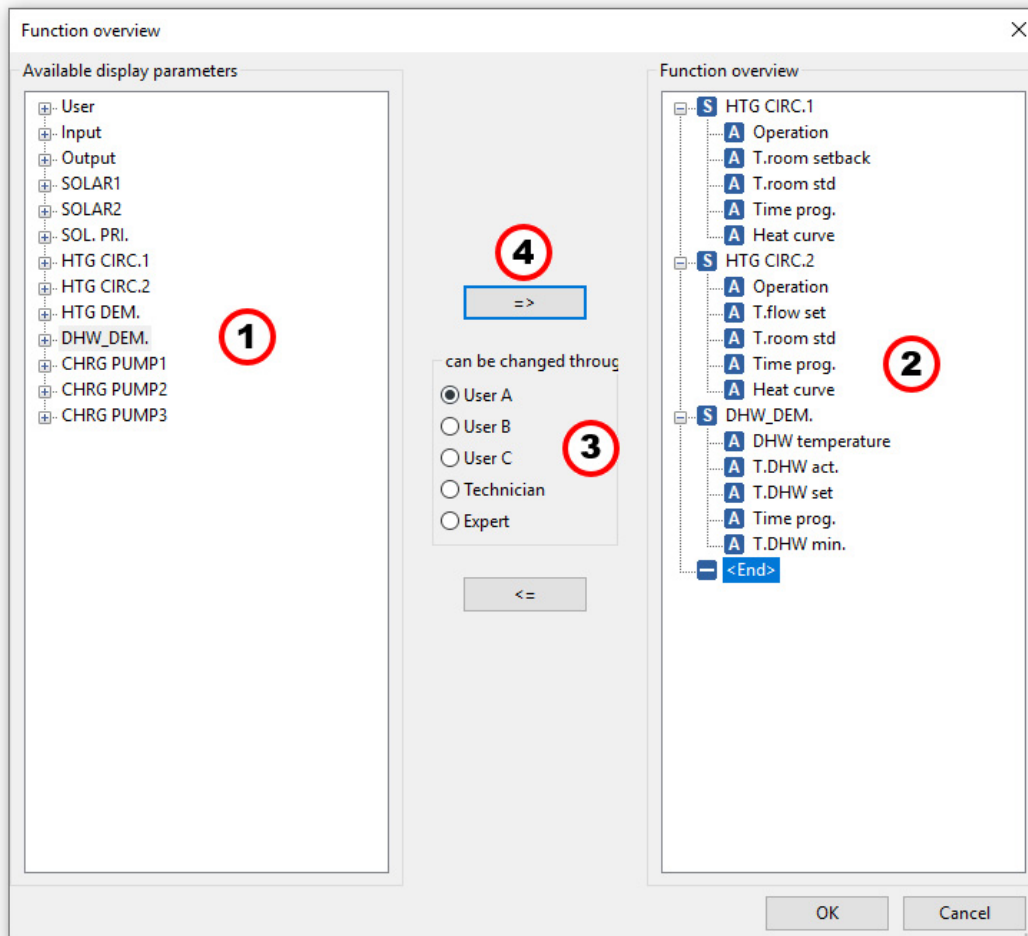 Function overview
Available display parameters
User
Input
Output
SOLAR1
SOLAR2
SOL. PRI.
HTG CIRC.1
HTG CIRC.2
HTG DEM.
DHW_DEM.
CHRG PUMP1
CHRG PUMP2
CHRG PUMP3
1
4
=>
can be changed throug
User A
User B
User C
Technician
Expert
3
<=
Function overview
S HTG CIRC.1
A Operation
A T.room setback
A T.room std
A Time prog.
A Heat curve
S HTG CIRC.2
A Operation
A T.flow set
A T.room std
A Time prog.
A Heat curve
2
S DHW_DEM.
A DHW temperature
A T.DHW act.
A T.DHW set
A Time prog.
A T.DHW min.
<End>
OK
Cancel